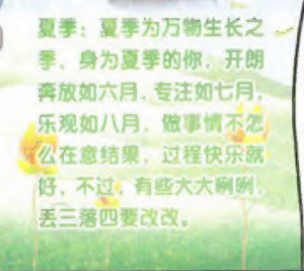 夏季：夏季为万物生长之
季，身为夏季的你，开朗
奔放如六月，专注如七月，
乐观如八月，做事情不怎
么在意结果，过程快乐就
好，不过，有些大大咧咧，
丢三落四要改改。